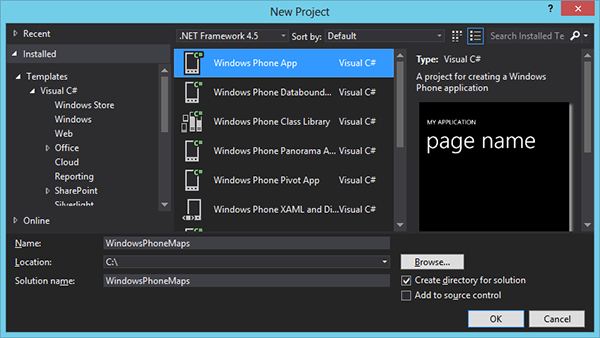 New Project
?
Recent
.NET Framework 4.5
Sort by:
Default
Search Installed Te
Installed
Templates
Visual C#
Windows Store
Windows
Web
Office
Cloud
Reporting
SharePoint
Silverlight
Online
Windows Phone App Visual C#
Windows Phone Databound... Visual C#
Windows Phone Class Library Visual C#
Windows Phone Panorama A... Visual C#
Windows Phone Pivot App Visual C#
Windows Phone XAML and Di... Visual C#
Type: Visual C#
A project for creating a Windows
Phone application
MY APPLICATION
page name
Name: WindowsPhoneMaps
Location: C:\
Browse...
Solution name: WindowsPhoneMaps
Create directory for solution
Add to source control
OK
Cancel